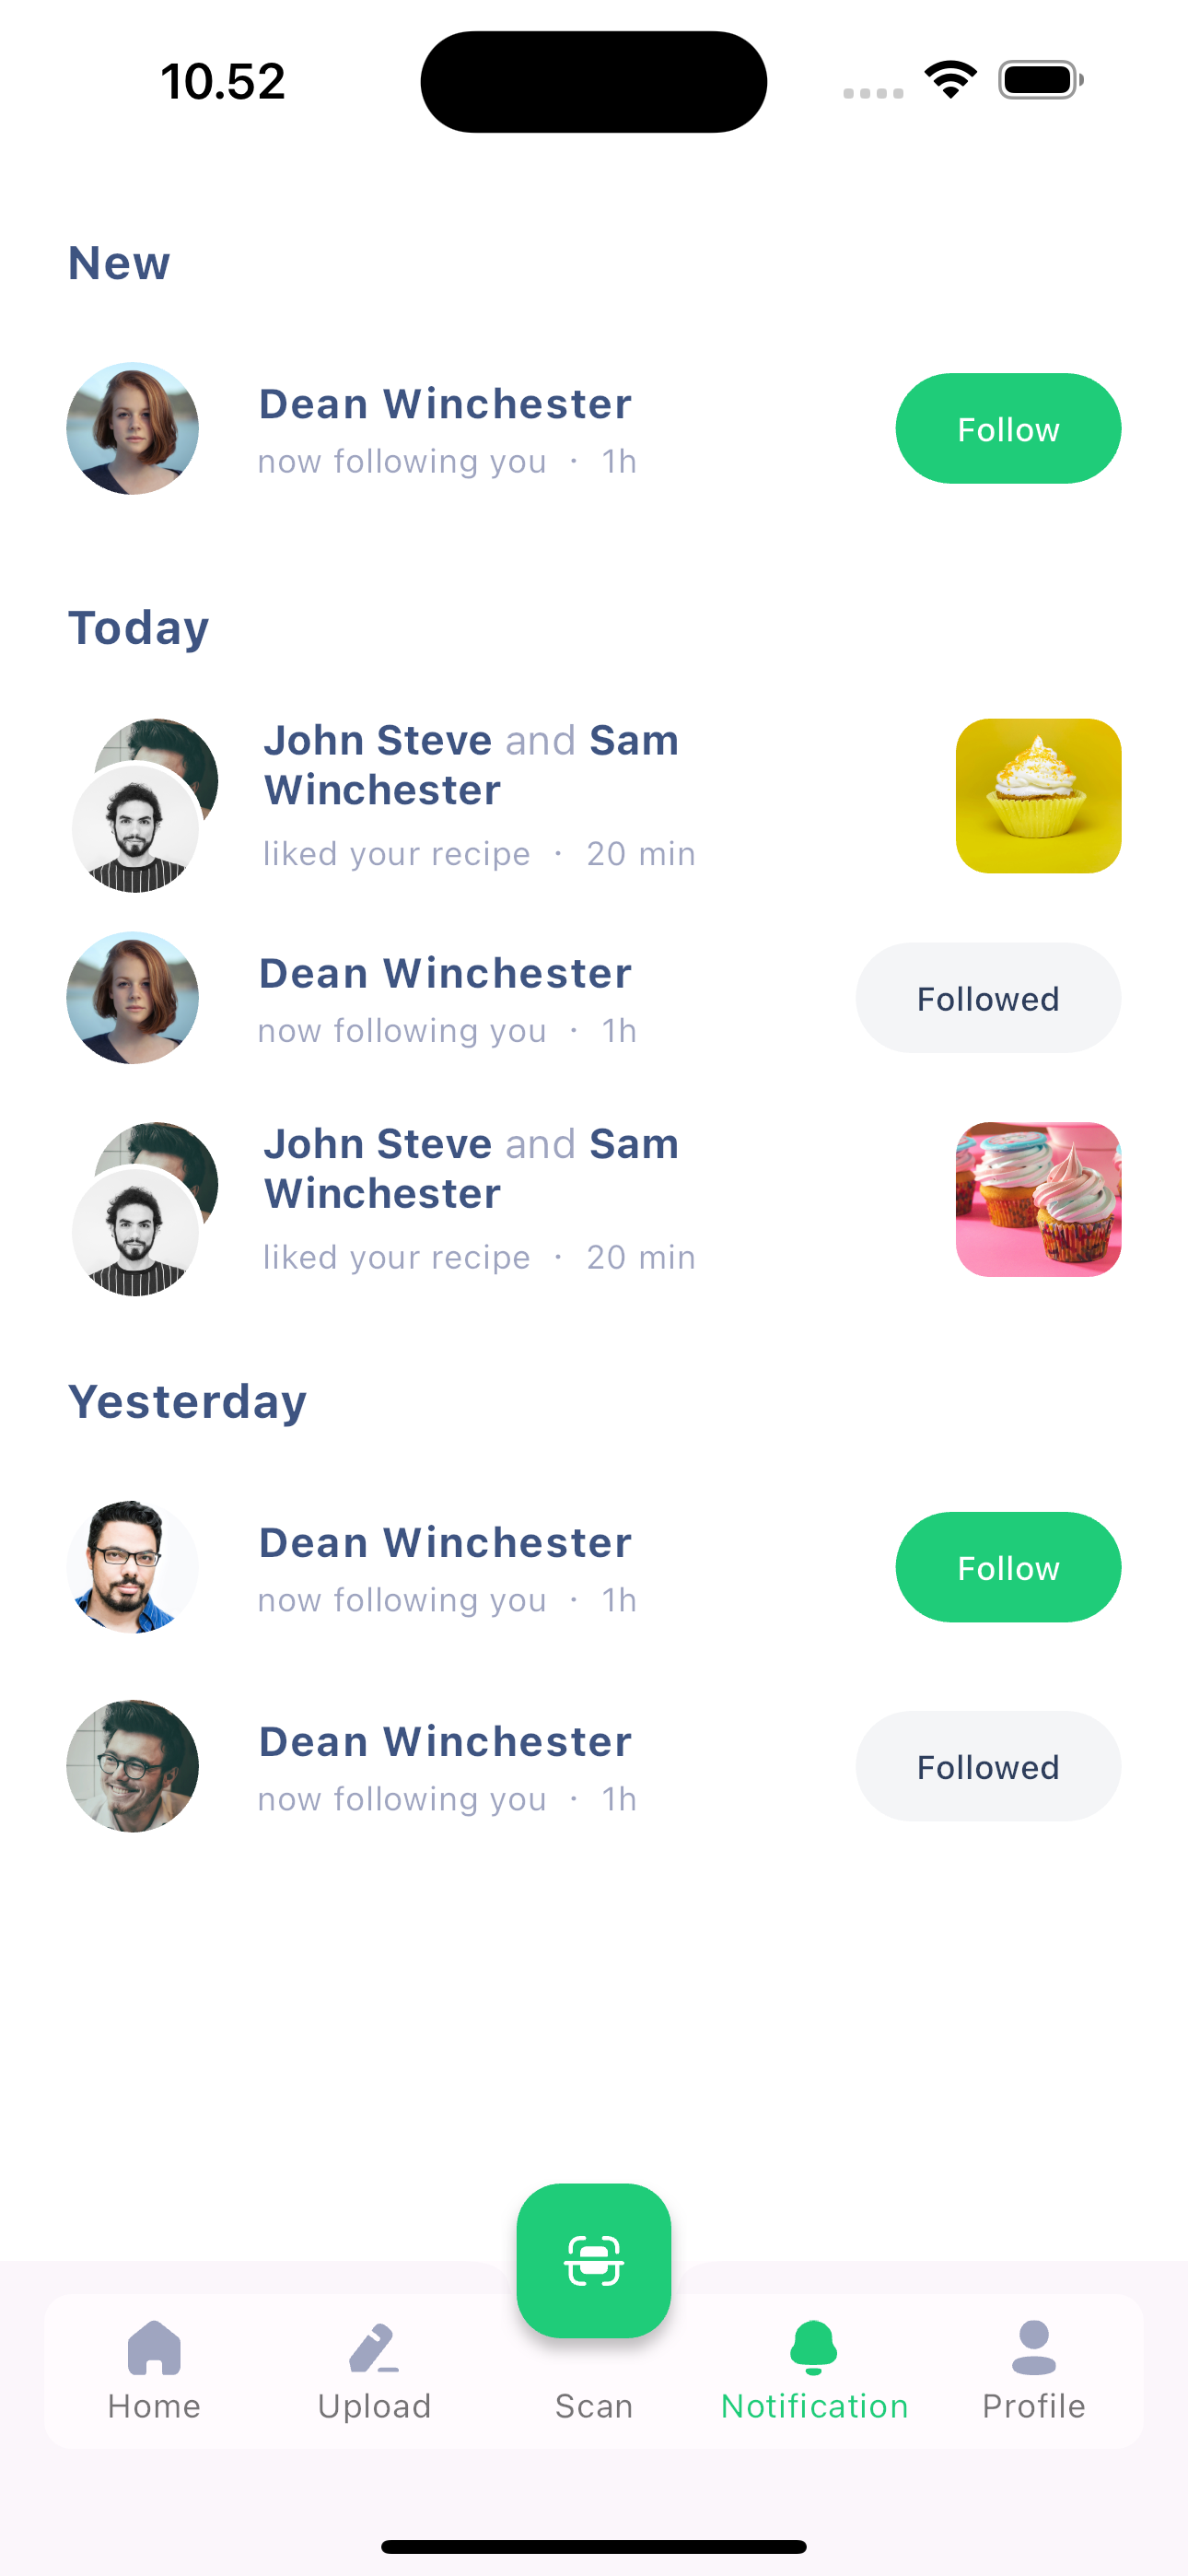 10.52
New
Dean Winchester
now following you · 1h
Follow
Today
John Steve and Sam
Winchester
liked your recipe · 20 min
Dean Winchester
now following you · 1h
Followed
John Steve and Sam
Winchester
liked your recipe · 20 min
Yesterday
Dean Winchester
now following you · 1h
Follow
Dean Winchester
now following you · 1h
Followed
Home
Upload
Scan
Notification
Profile